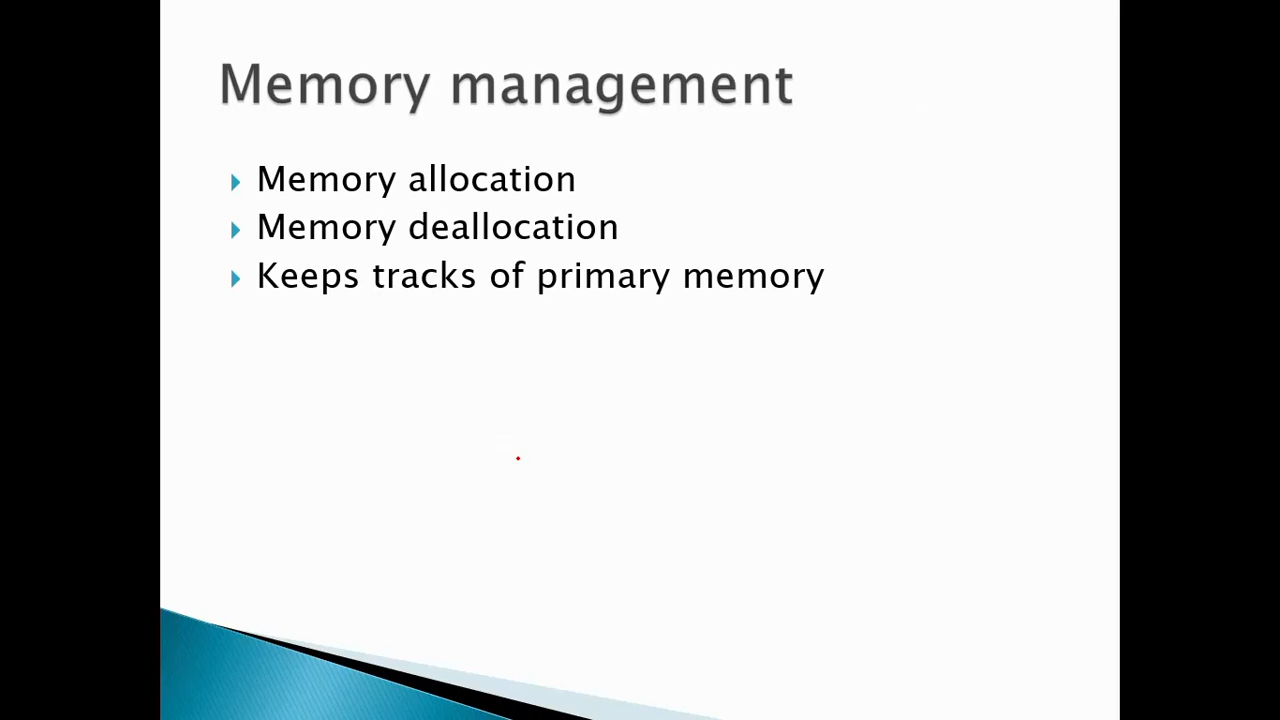 Memory management
Memory allocation
Memory deallocation
Keeps tracks of primary memory